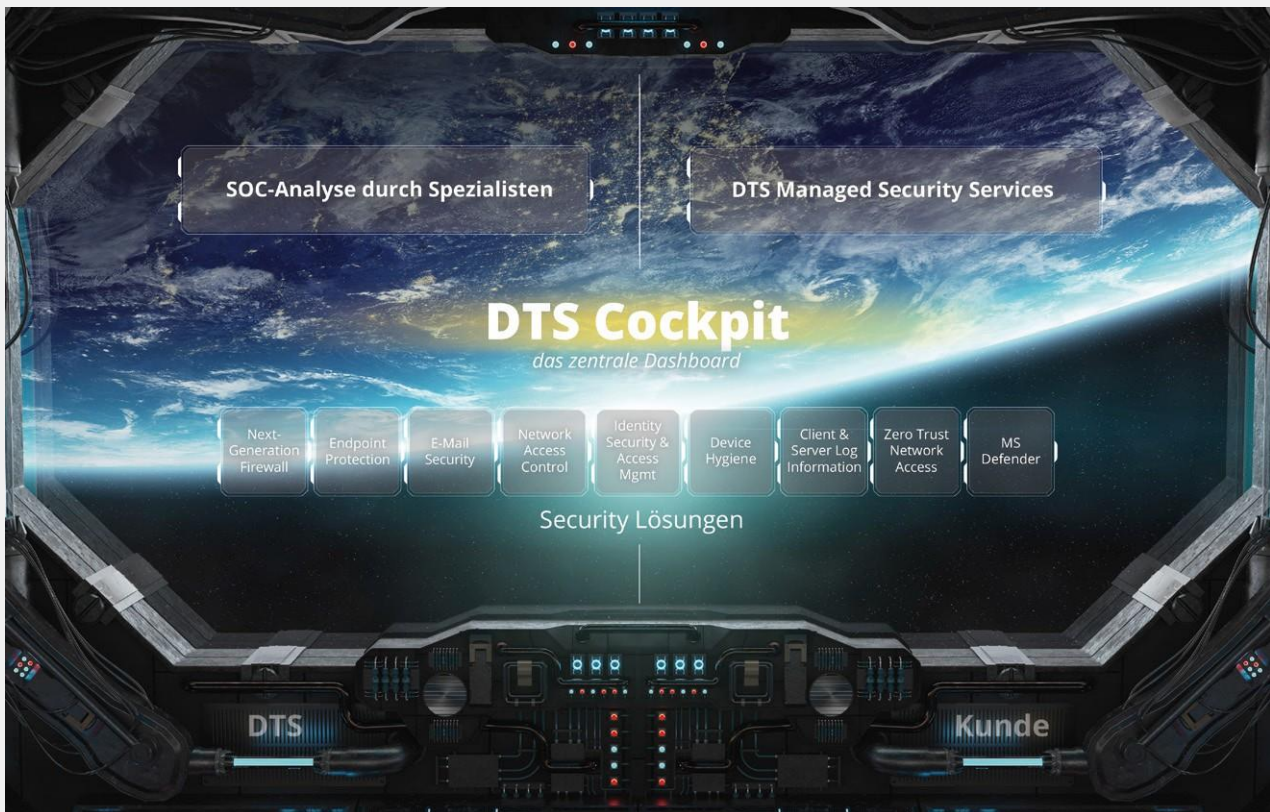 SOC-Analyse durch Spezialisten
DTS Managed Security Services
DTS Cockpit
das zentrale Dashboard
Next-
Generation
Firewall
Endpoint
Protection
E-Mail
Security
Network
Access
Control
Identity
Security &
Access
Mgmt
Device
Hygiene
Client &
Server Log
Information
Zero Trust
Network
Access
MS
Defender
Security Lösungen
DTS
Kunde